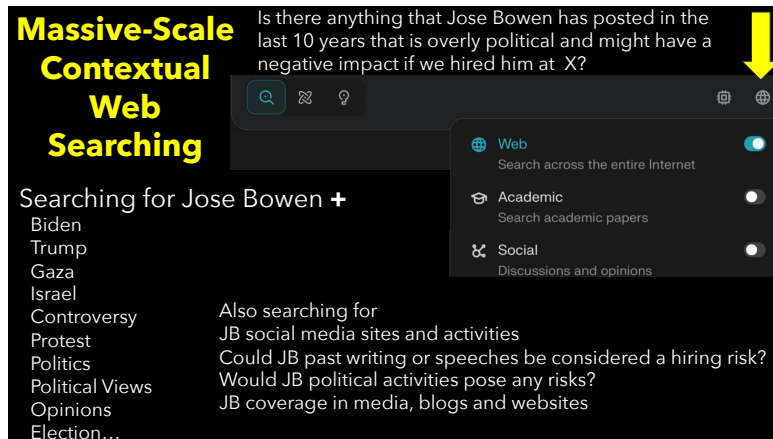 Massive-Scale
Contextual
Web
Searching
Is there anything that Jose Bowen has posted in the
last 10 years that is overly political and might have a
negative impact if we hired him at  X?
Web
Search across the entire Internet
Academic
Search academic papers
Social
Discussions and opinions
Searching for Jose Bowen +
Biden
Trump
Gaza
Israel
Controversy
Protest
Politics
Political Views
Opinions
Election...
Also searching for
JB social media sites and activities
Could JB past writing or speeches be considered a hiring risk?
Would JB political activities pose any risks?
JB coverage in media, blogs and websites